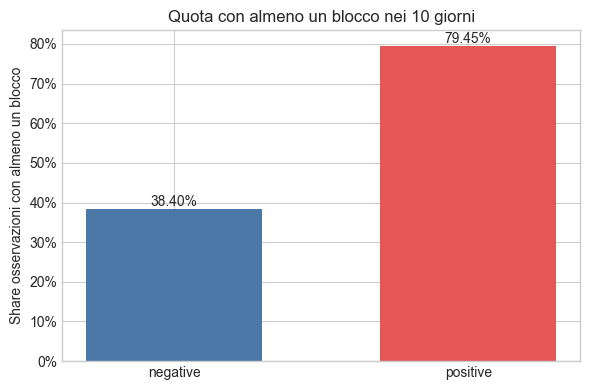 Quota con almeno un blocco nei 10 giorni
Share osservazioni con almeno un blocco
80%
70%
60%
50%
40%
30%
20%
10%
0%
38.40%
79.45%
negative
positive